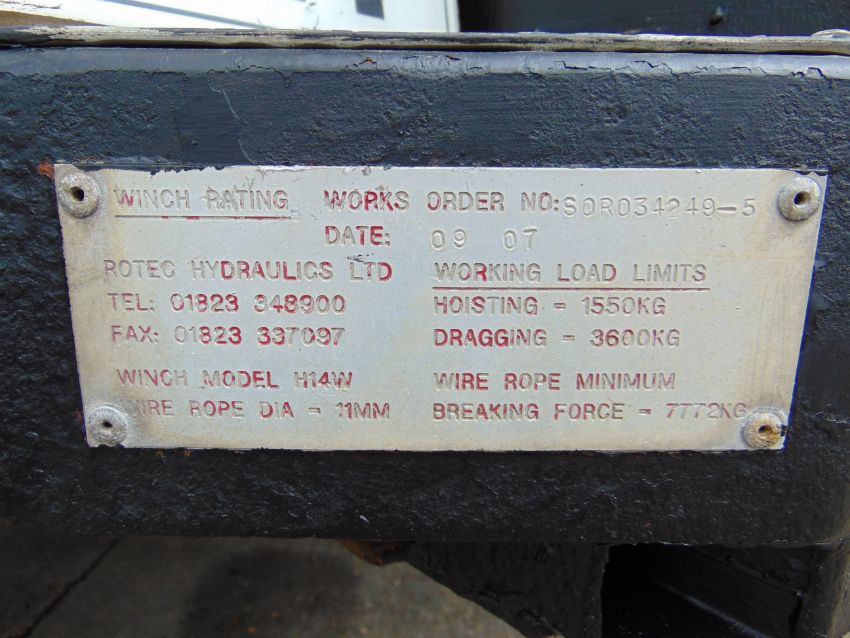 WINCH RATING WORKS ORDER NO: SOR034249-5
DATE: 09 07
ROTEC HYDRAULICS LTD
TEL: 01823 348900
FAX: 01823 337097
WINCH MODEL H14W
WIRE ROPE DIA = 11MM
WORKING LOAD LIMITS
HOISTING = 1550KG
DRAGGING = 3600KG
WIRE ROPE MINIMUM
BREAKING FORCE = 7772KG